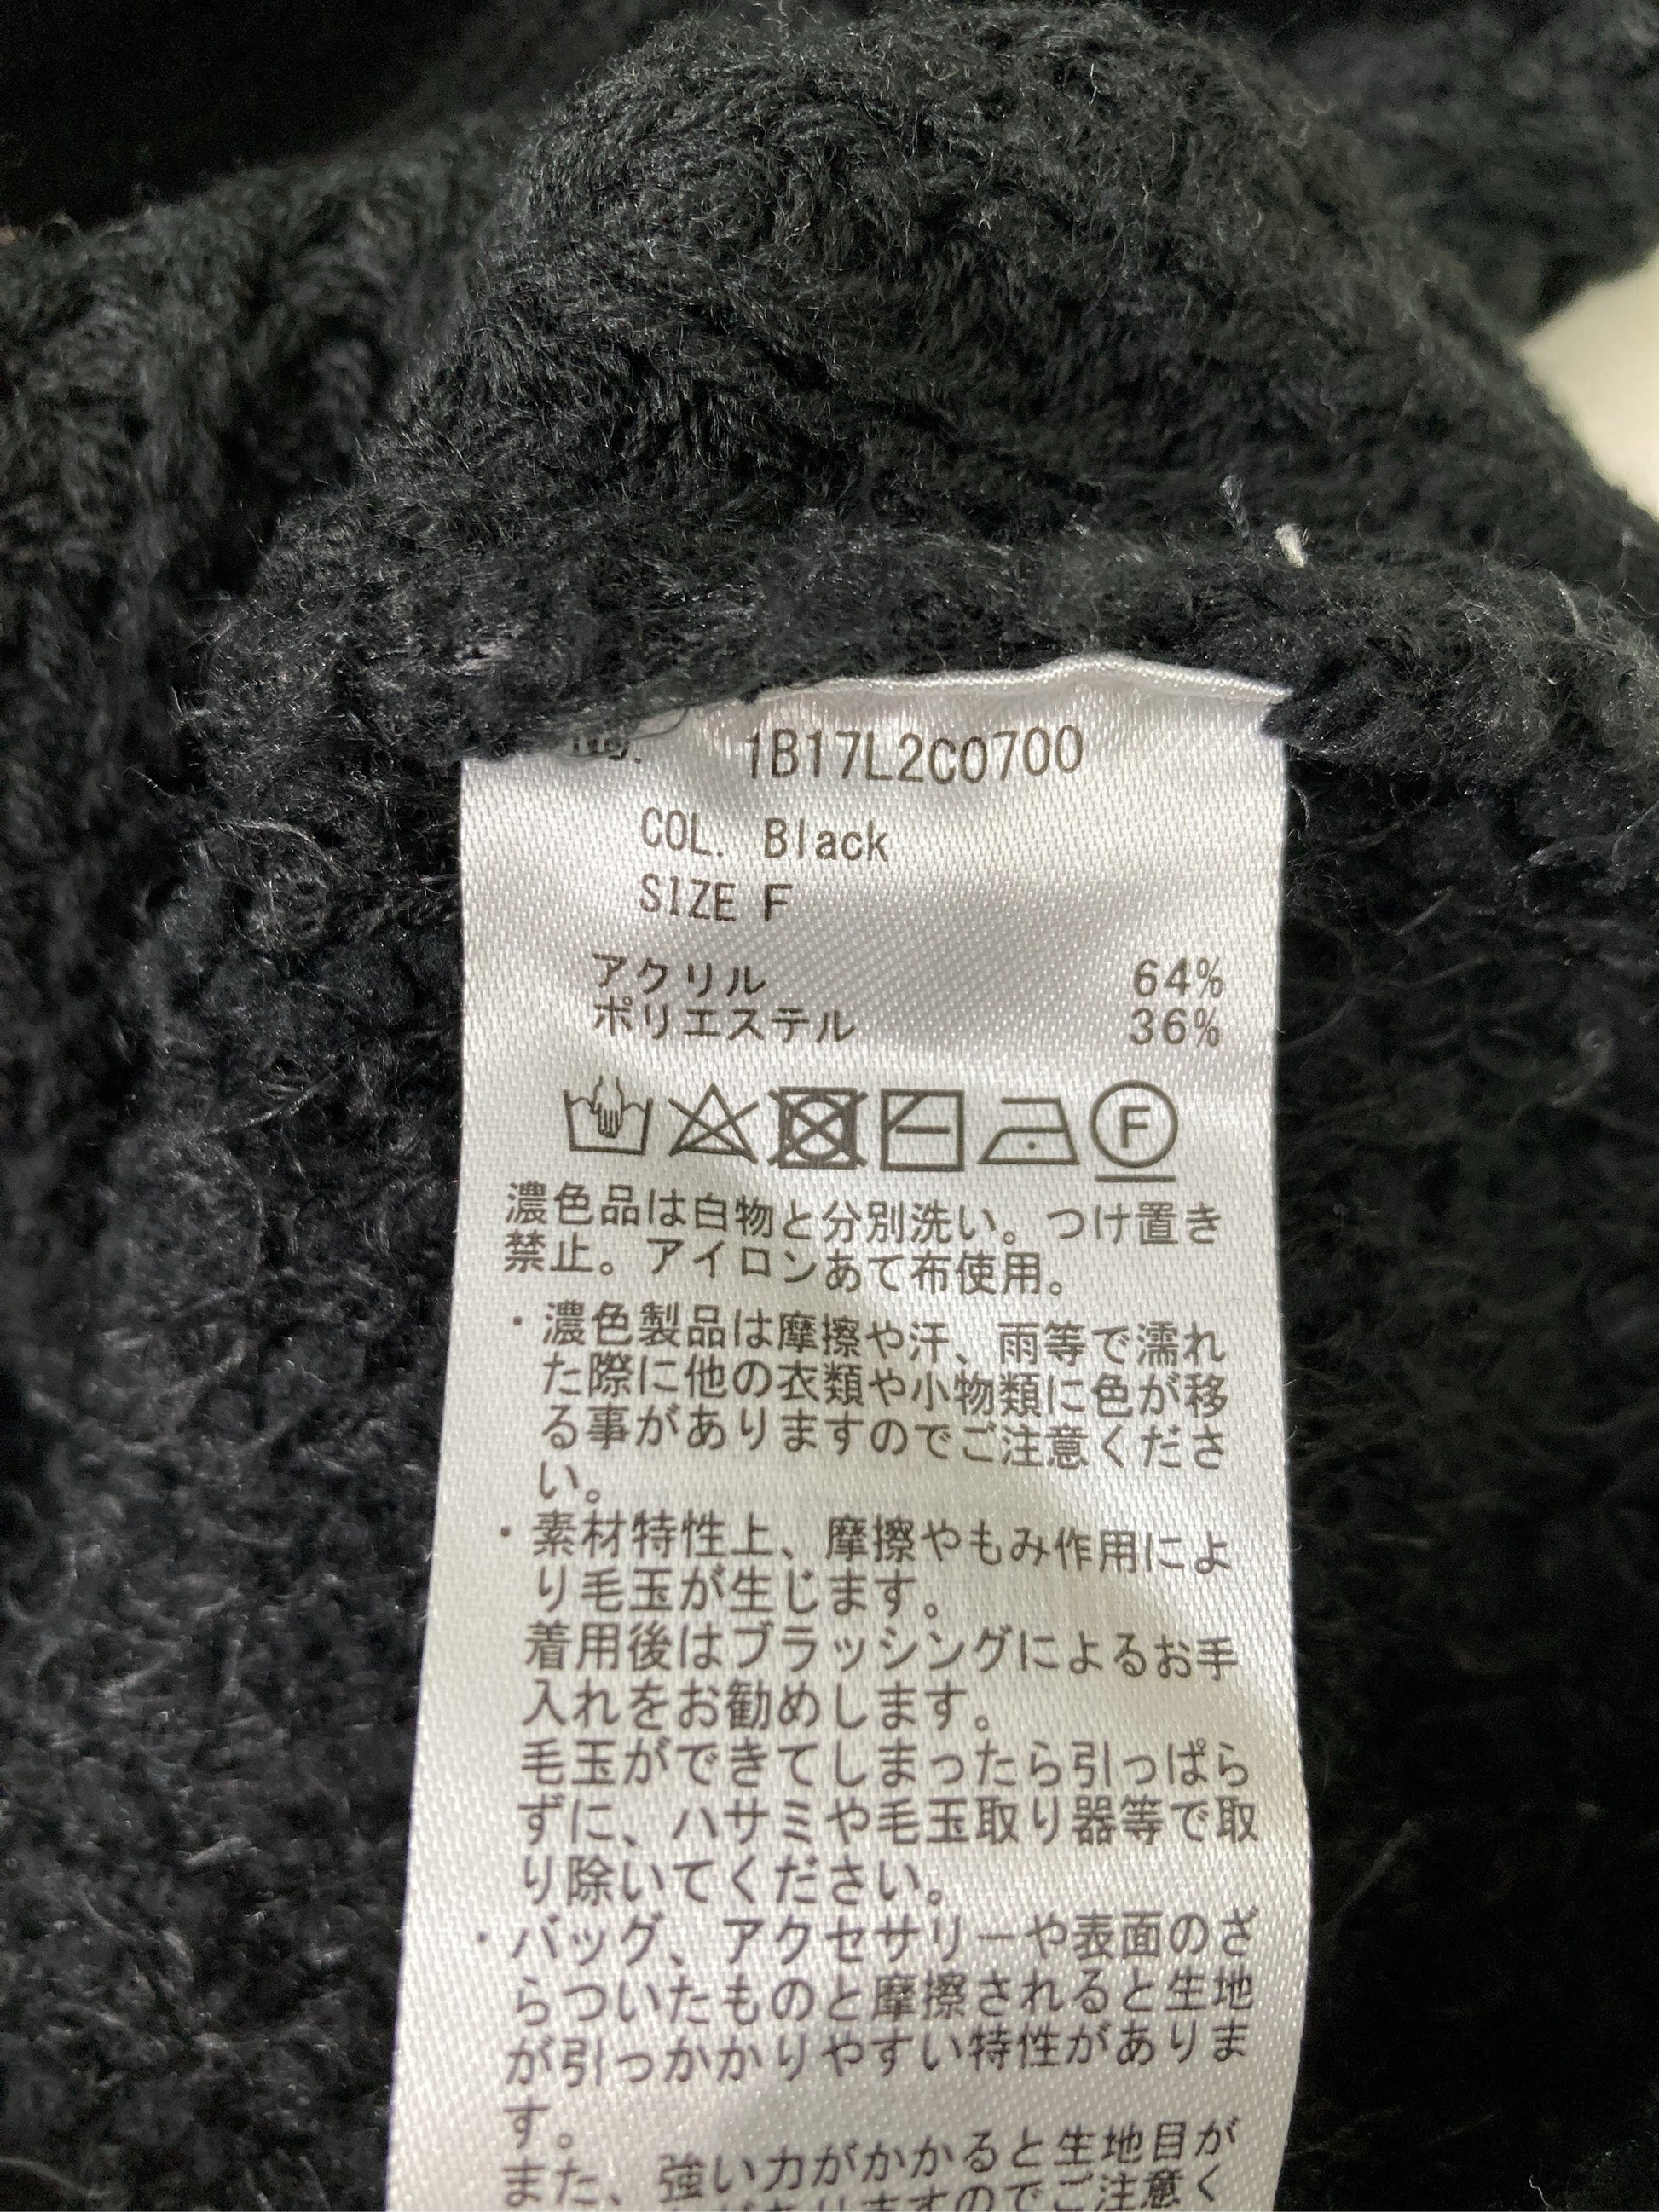 No. 1B17L2C0700
COL. Black
SIZE F
アクリル 64%
ポリエステル 36%
F
濃色品は白物と分別洗い。つけ置き
禁止。アイロンあて布使用。
・濃色製品は摩擦や汗、雨等で濡れ
た際に他の衣類や小物類に色が移
る事がありますのでご注意くださ
い。
・素材特性上、摩擦やもみ作用によ
り毛玉が生じます。
着用後はブラッシングによるお手
入れをお勧めします。
毛玉ができてしまったら引っぱら
ずに、ハサミや毛玉取り器等で取
り除いてください。
・バッグ、アクセサリーや表面のざ
らついたものと摩擦されると生地
が引っかかりやすい特性がありま
す。
また、強い力がかかると生地目が
ありますのでご注意く